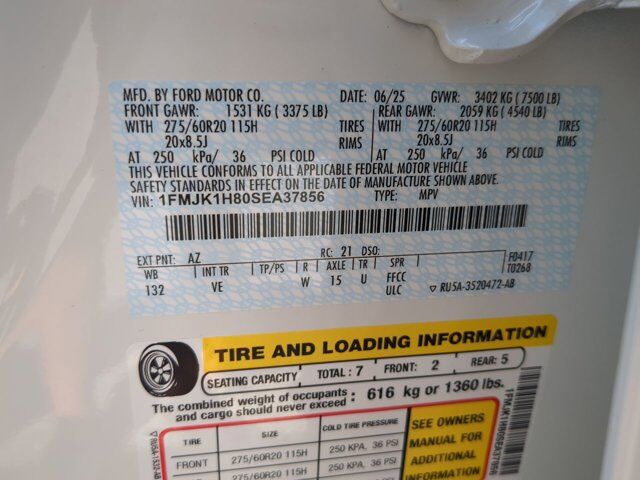 MFD. BY FORD MOTOR CO. DATE: 06/25 GVWR: 3402 KG ( 7500 LB)
FRONT GAWR: 1531 KG ( 3375 LB) REAR GAWR: 2059 KG ( 4540 LB)
WITH 275/60R20 115H TIRES WITH 275/60R20 115H TIRES
20x8.5J RIMS 20x8.5J RIMS
AT 250 kPa/ 36 PSI COLD AT 250 kPa/ 36 PSI COLD
THIS VEHICLE CONFORMS TO ALL APPLICABLE FEDERAL MOTOR VEHICLE
SAFETY STANDARDS IN EFFECT ON THE DATE OF MANUFACTURE SHOWN ABOVE.
VIN: 1FMJK1H80SEA37856 TYPE: MPV
EXT PNT: AZ RC: 21 DSO: F0417
WB INT TR TP/PS R AXLE TR SPR T0268
132 VE W 15 U FFCC
ULC ▽ RU5A-3520472-AB
TIRE AND LOADING INFORMATION
SEATING CAPACITY TOTAL : 7 FRONT: 2 REAR: 5
The combined weight of occupants and cargo should never exceed : 616 kg or 1360 lbs.
TIRE SIZE COLD TIRE PRESSURE
FRONT 275/60R20 115H 250 KPA, 36 PSI
275/60R20 115H 250 KPA, 36 PSI
SEE OWNERS
MANUAL FOR
ADDITIONAL
INFORMATION
1FMJK1H80SEA37856